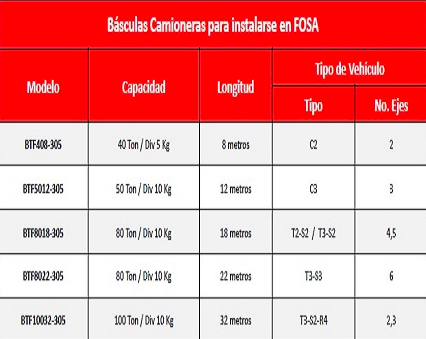 Básculas Camioneras para instalarse en FOSA
Modelo Capacidad Longitud Tipo de Vehículo
Tipo No. Ejes
BTF408-305 40 Ton / Div 5 Kg 8 metros C2 2
BTF5012-305 50 Ton / Div 10 Kg 12 metros C3 3
BTF8018-305 80 Ton / Div 10 Kg 18 metros T2-S2 / T3-S2 4,5
BTF8022-305 80 Ton / Div 10 Kg 22 metros T3-S3 6
BTF10032-305 100 Ton / Div 10 Kg 32 metros T3-S2-R4 2,3